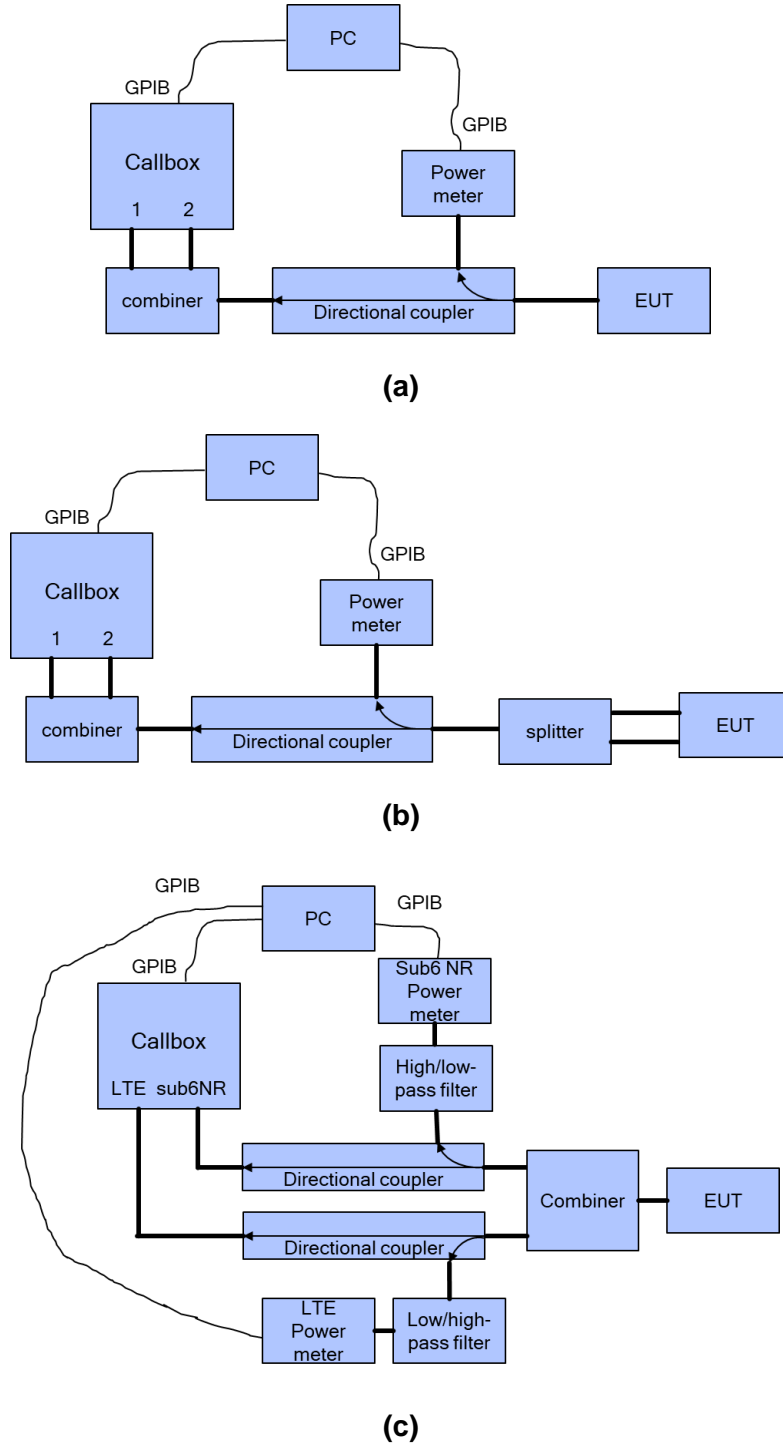 PC
GPIB
GPIB
Callbox
1 2
Power
meter
combiner
Directional coupler
EUT
(a)
PC
GPIB
GPIB
Callbox
1 2
Power
meter
combiner
Directional coupler
splitter
EUT
(b)
GPIB
PC
GPIB
GPIB
Sub6 NR
Power
meter
Callbox
LTE sub6NR
High/low-
pass filter
Directional coupler
Combiner
EUT
Directional coupler
LTE
Power
meter
Low/high-
pass filter
(c)